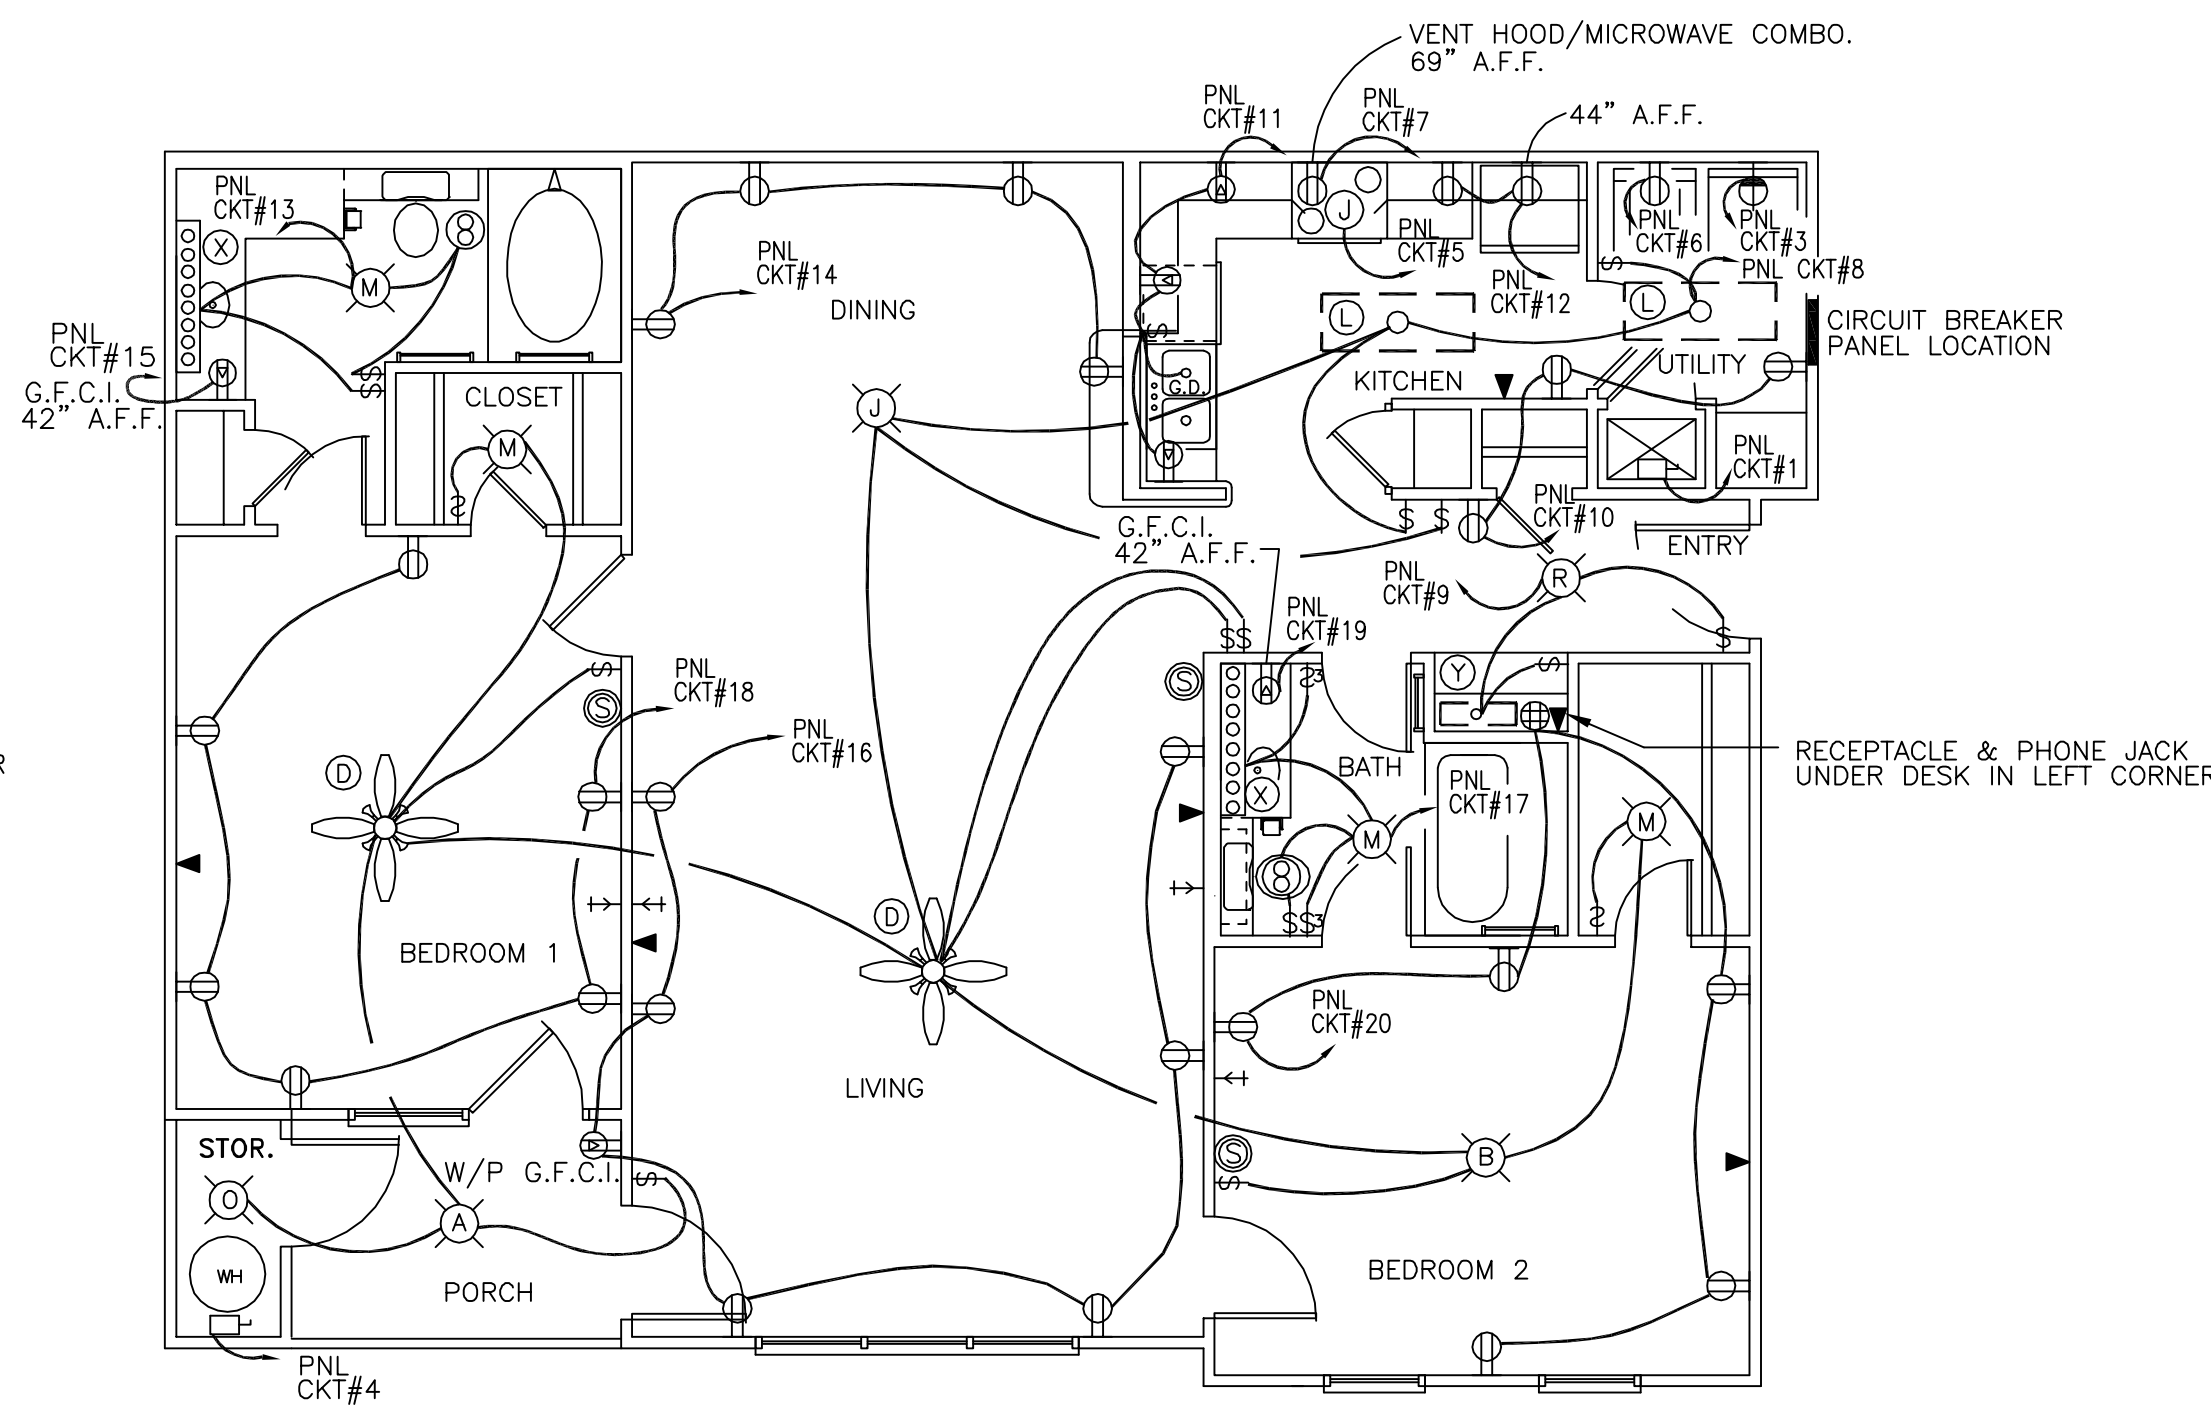 VENT HOOD/MICROWAVE COMBO.
69" A.F.F.
PNL
CKT#11
PNL
CKT#7
44" A.F.F.
PNL
CKT#13
X
8
M
PNL
CKT#14
DINING
J
PNL
CKT#5
PNL
CKT#12
PNL
CKT#6
PNL
CKT#3
PNL CKT#8
$
L
L
CIRCUIT BREAKER
PANEL LOCATION
PNL
CKT#15
G.F.C.I.
42" A.F.F.
$$
CLOSET
M
$
J
$
G.D.
KITCHEN
UTILITY
PNL
CKT#1
PNL
CKT#10
$ $
G.F.C.I.
42" A.F.F.
ENTRY
R
PNL
CKT#9
PNL
CKT#19
$$
$
$
S
PNL
CKT#18
PNL
CKT#16
S
$3
Y
$
RECEPTACLE & PHONE JACK
UNDER DESK IN LEFT CORNER
R
D
BATH
X
PNL
CKT#17
M
M
8
$$3
$
D
BEDROOM 1
PNL
CKT#20
LIVING
STOR.
W/P G.F.C.I.
$
S
$
B
O
A
WH
PORCH
BEDROOM 2
PNL
CKT#4